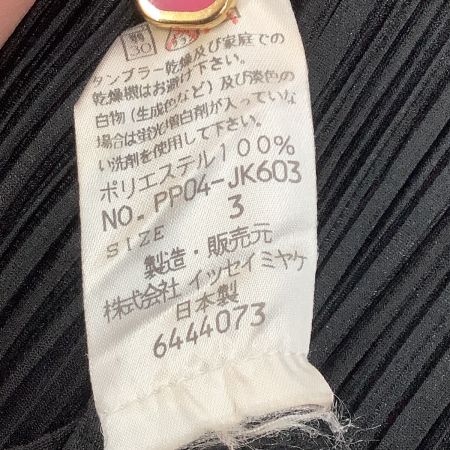 タンブラー乾燥及び家庭での
乾燥機はお避け下さい。
白物(生成色など)及び淡色の
場合は蛍光増白剤が入っていな
い洗剤を使用して下さい。
ポリエステル100%
NO. PP04-JK603
SIZE 3
製造・販売元
株式会社 イッセイミヤケ
日本製
6444073